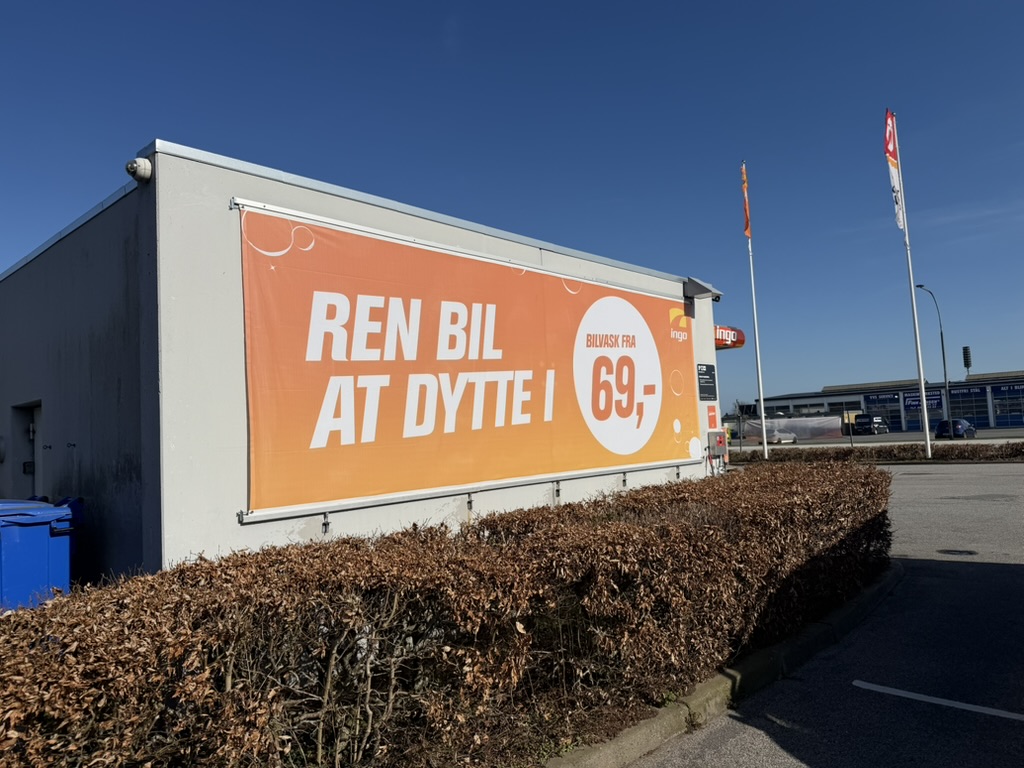 REN BIL
AT DYTTE I
BILVASK FRA
69,-
ingo
ingo